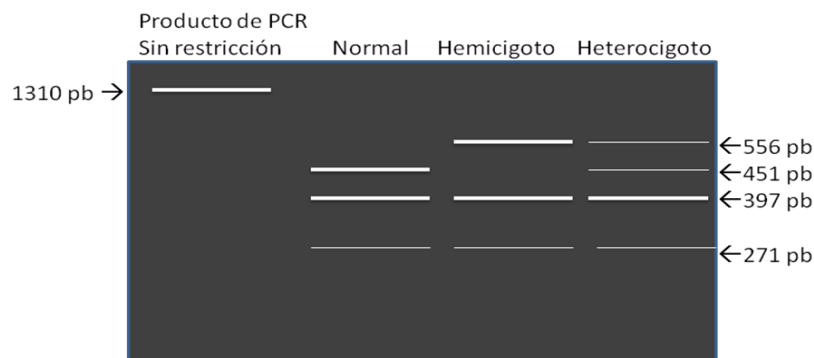 Producto de PCR
Sin restricción Normal Hemicigoto Heterocigoto
1310 pb →
←556 pb
←451 pb
←397 pb
←271 pb